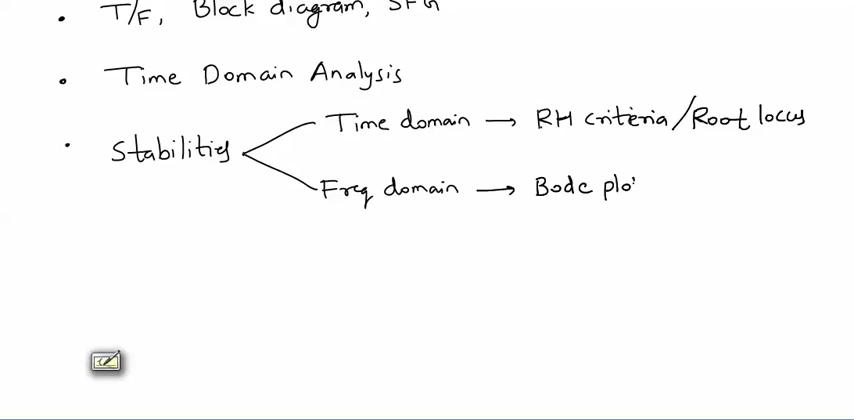 • T/F, Block diagram, SFG
• Time Domain Analysis
• Stabilities
Time domain → RH criteria/Root locus
Freq domain → Bode plo